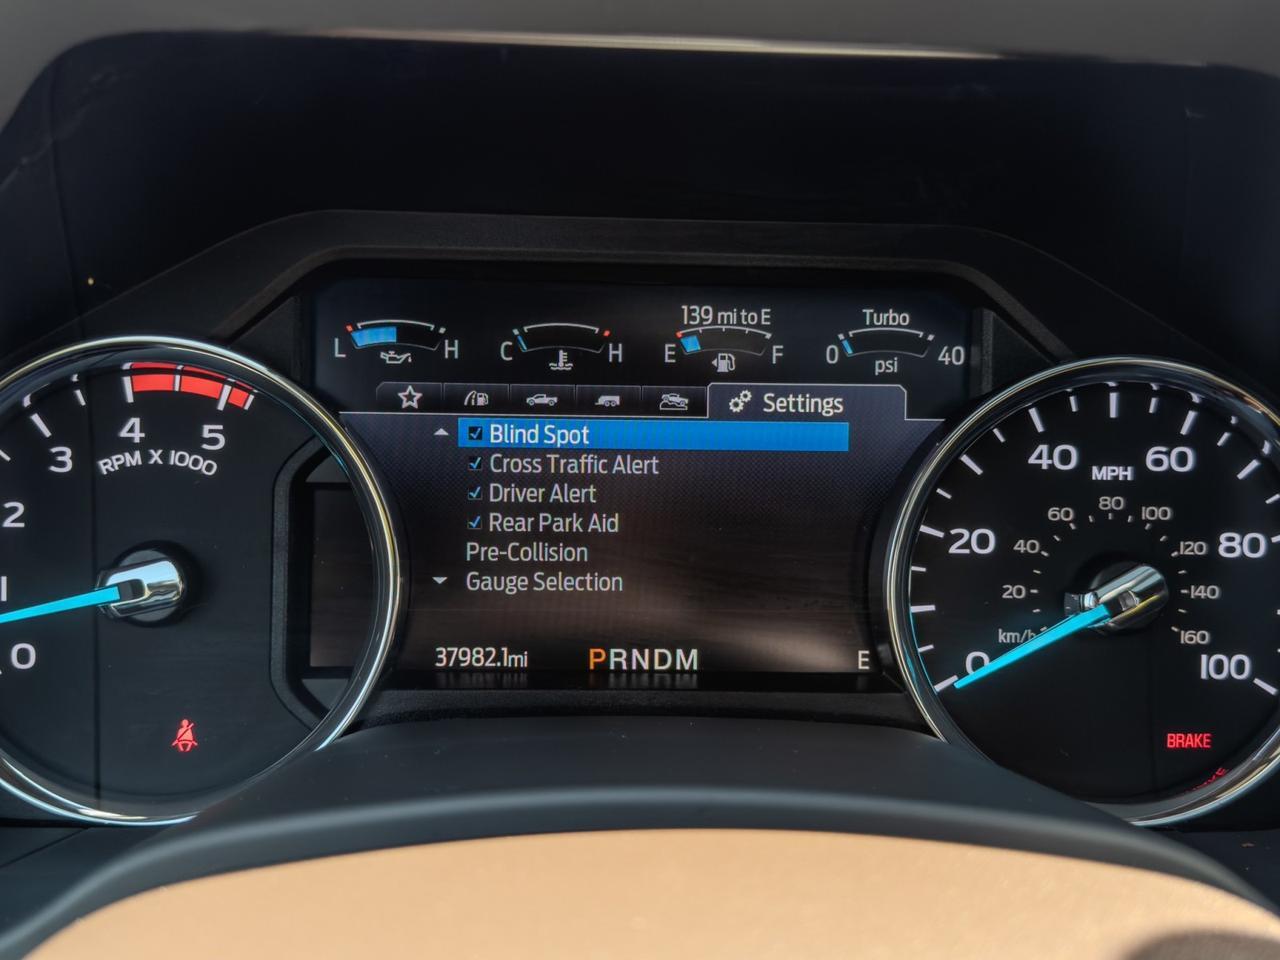 139 mi to E
Turbo
L H
C H
E F
0 40
psi
Settings
Blind Spot
Cross Traffic Alert
Driver Alert
Rear Park Aid
Pre-Collision
Gauge Selection
37982.1mi
PRNDM
E
0
1
2
3
4
5
RPM X 1000
0
20
40
60
80
100
MPH
km/h
20
40
60
80
100
120
140
160
BRAKE